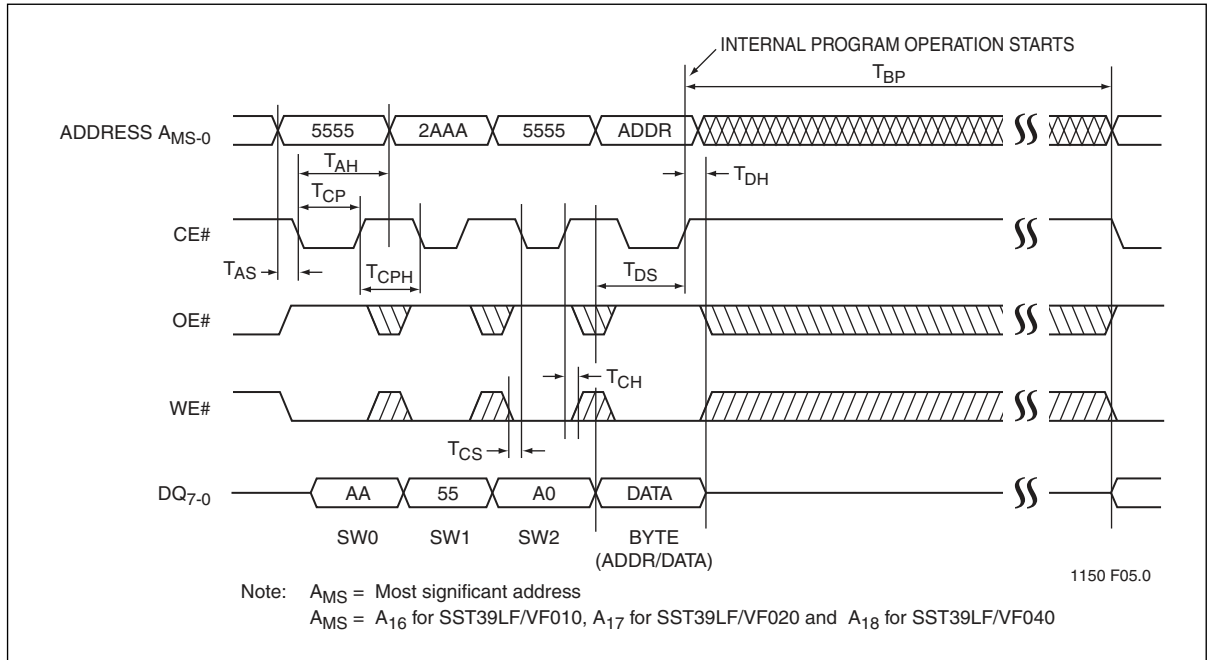 INTERNAL PROGRAM OPERATION STARTS
TBP
ADDRESS AMS-0
5555 2AAA 5555 ADDR
TAH
TDH
TCP
CE#
TAS
TCPH
TDS
OE#
TCH
WE#
TCS
DQ7-0
AA 55 A0 DATA
SW0 SW1 SW2 BYTE
(ADDR/DATA)
1150 F05.0
Note: AMS = Most significant address
AMS = A16 for SST39LF/VF010, A17 for SST39LF/VF020 and A18 for SST39LF/VF040